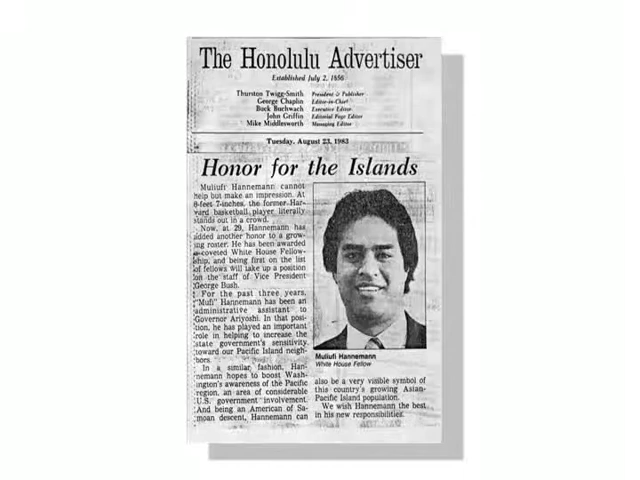 The Honolulu Advertiser
Established July 2, 1856
Thurston Twigg-Smith President & Publisher
George Chaplin Editor-in-Chief
Buck Buchwach Executive Editor
John Griffin Editorial Page Editor
Mike Middlesworth Managing Editor
Tuesday, August 23, 1983
Honor for the Islands
Muliufi Hannemann cannot
help but make an impression. At
6-feet 7-inches, the former Har-
vard basketball player literally
stands out in a crowd.
Now, at 29, Hannemann has
added another honor to a grow-
ing roster. He has been awarded
a coveted White House Fellow-
ship, and being first on the list
of fellows will take up a position
on the staff of Vice President
George Bush.
For the past three years,
"Mufi" Hannemann has been an
administrative assistant to
Governor Ariyoshi. In that posi-
tion, he has played an important
role in helping to increase the
state government's sensitivity
toward our Pacific Island neigh-
bors.
In a similar fashion, Han-
nemann hopes to boost Wash-
ington's awareness of the Pacific
region, an area of considerable
U.S. government involvement.
And being an American of Sa-
moan descent, Hannemann can
Muliufi Hannemann
White House Fellow
also be a very visible symbol of
this country's growing Asian-
Pacific Island population.
We wish Hannemann the best
in his new responsibilities.